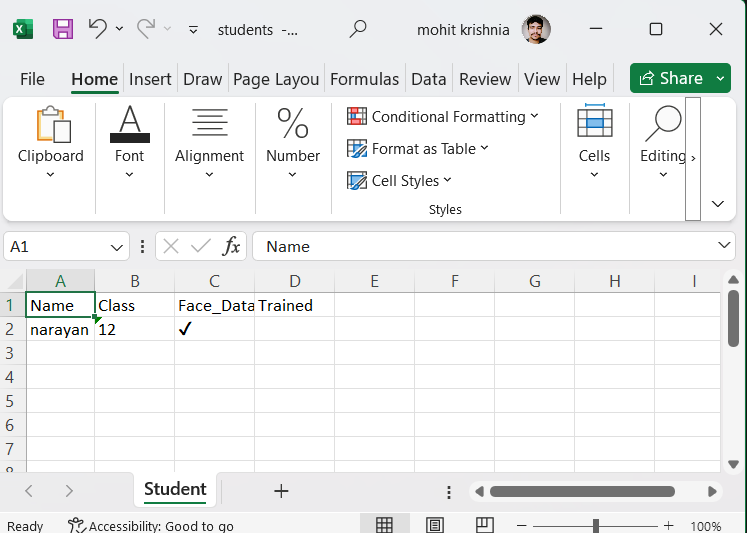 students -...
mohit krishnia
File Home Insert Draw Page Layou Formulas Data Review View Help Share
Clipboard
Font
Alignment
Number
Conditional Formatting
Format as Table
Cell Styles
Styles
Cells
Editing
A1 fx Name
A B C D E F G H I
1 Name Class Face_Data Trained
2 narayan 12 ✓
3
4
5
6
7
8
Student
Ready Accessibility: Good to go 100%